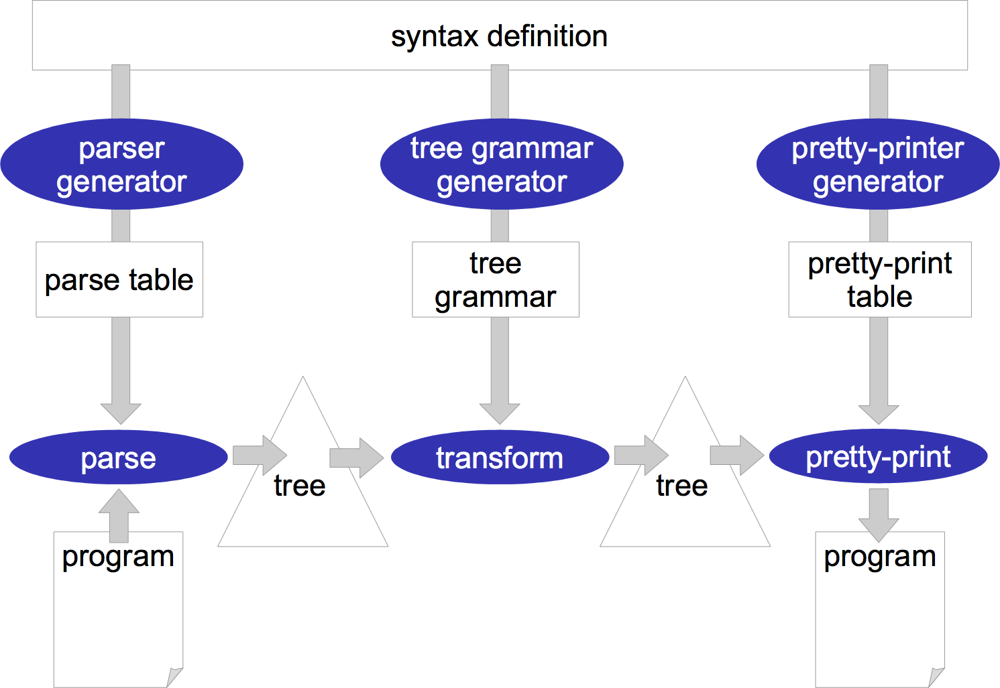 syntax definition
parser
generator
tree grammar
generator
pretty-printer
generator
parse table
tree
grammar
pretty-print
table
parse
tree
transform
tree
pretty-print
program
program